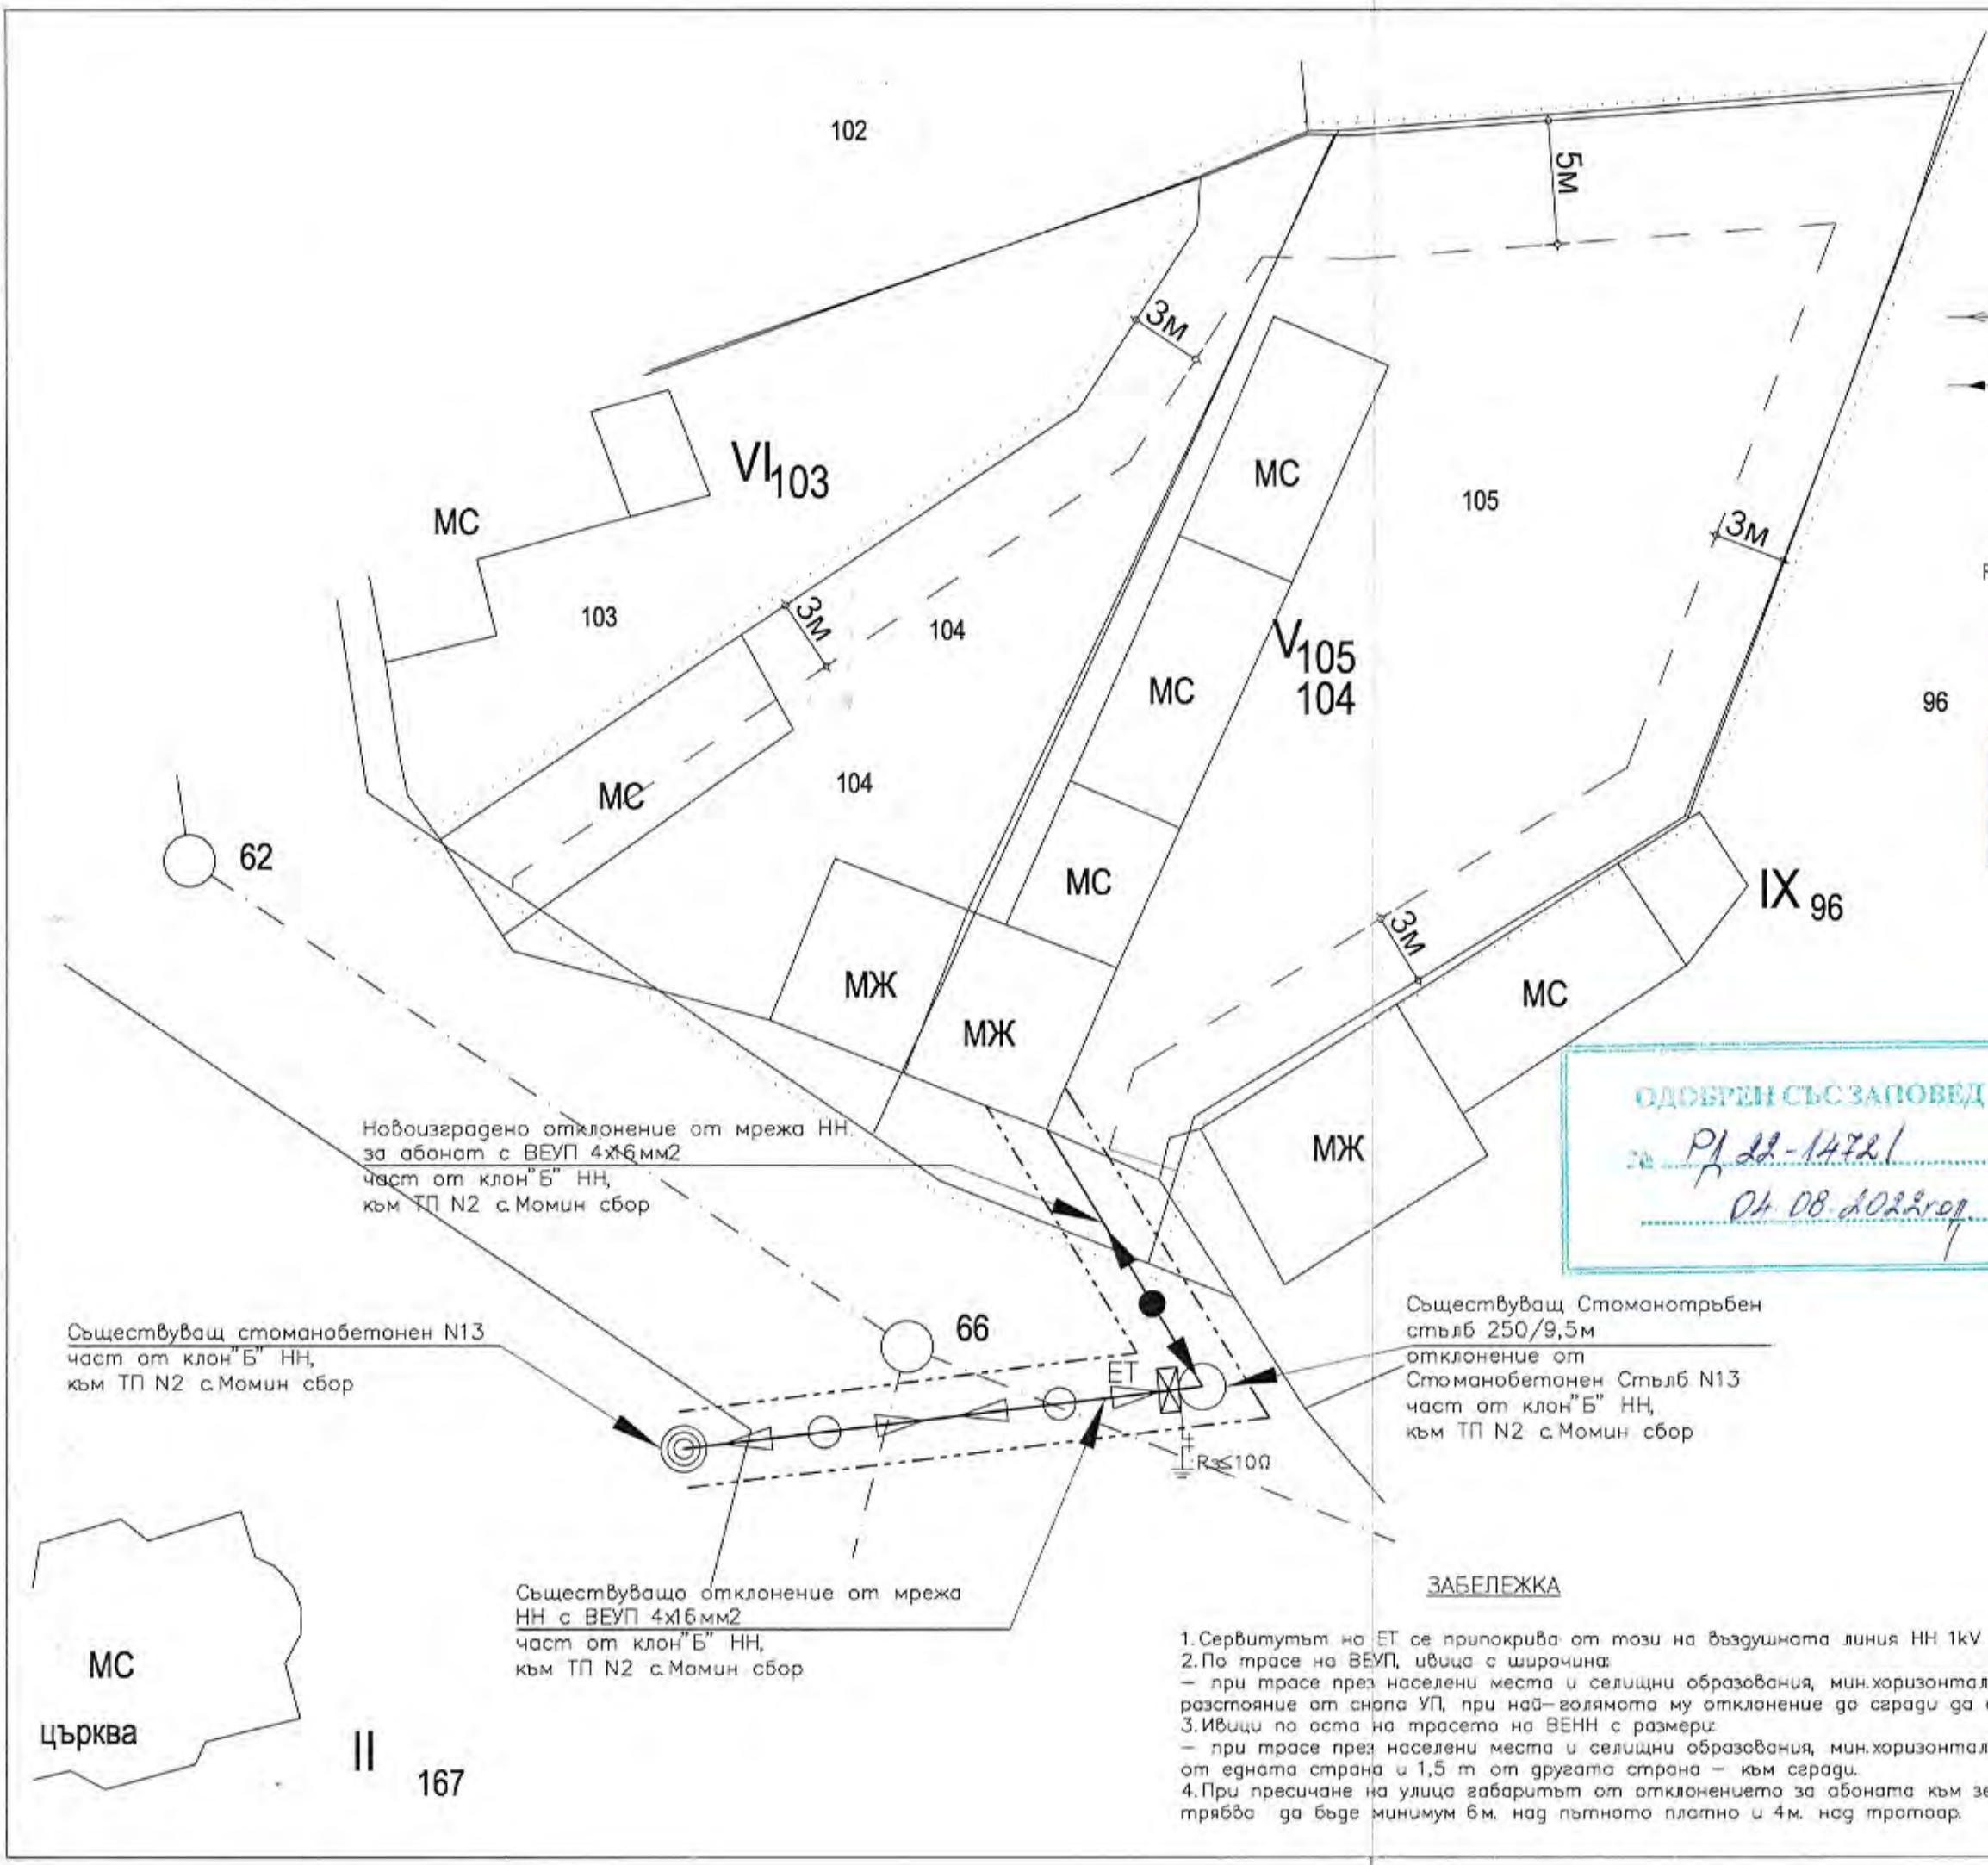 102
5м
3м
VI103
МС
МС
105
103
3м
3м
104
V105
104
МС
96
104
МС
62
МС
IX 96
3м
МЖ
МС
МЖ
ОДОБРЕН СЪС ЗАПОВЕД
№ РД 22-1472
04.08.2022год.
МЖ
Новоизградено отклонение от мрежа НН
за абонат с ВЕУП 4х16мм2
част от клон"Б" НН,
към ТП N2 с.Момин сбор
Съществуващ стоманобетонен N13
част от клон"Б" НН,
към ТП N2 с.Момин сбор
66
ЕТ
Съществуващ Стоманотръбен
стълб 250/9,5м
отклонение от
Стоманобетонен Стълб N13
част от клон"Б" НН,
към ТП N2 с.Момин сбор
Rз≤10Ω
Съществуващо отклонение от мрежа
НН с ВЕУП 4х16мм2
част от клон"Б" НН,
към ТП N2 с.Момин сбор
МС
църква
II
167
ЗАБЕЛЕЖКА
1.Сервитутът на ЕТ се припокрива от този на въздушната линия НН 1kV
2.По трасе на ВЕУП, ивица с широчина:
– при трасе през населени места и селищни образования, мин.хоризонтал
разстояние от снопа УП, при най–голямото му отклонение до сгради да
3.Ивици по оста на трасето на ВЕНН с размери:
– при трасе през населени места и селищни образования, мин.хоризонтал
от едната страна и 1,5 m от другата страна – към сгради.
4.При пресичане на улица габаритът от отклонението за абоната към зе
трябва да бъде минимум 6м. над пътното платно и 4м. над тротоар.